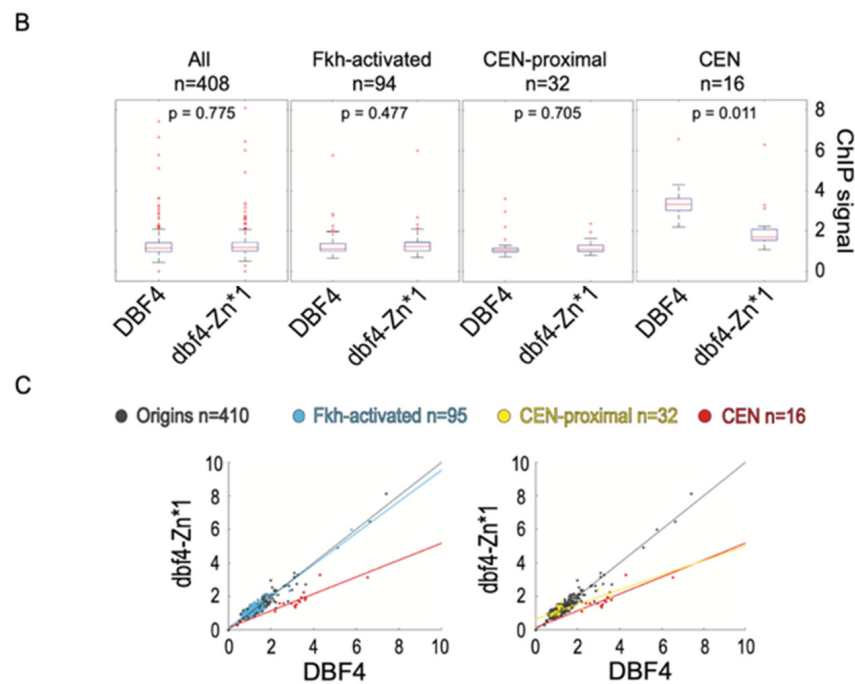 B
All Fkh-activated CEN-proximal CEN
n=408 n=94 n=32 n=16
p = 0.775 p = 0.477 p = 0.705 p = 0.011
8
6
4
2
0
ChIP signal
DBF4 dbf4-Zn*1 DBF4 dbf4-Zn*1 DBF4 dbf4-Zn*1 DBF4 dbf4-Zn*1
C
Origins n=410 Fkh-activated n=95 CEN-proximal n=32 CEN n=16
dbf4-Zn*1
10
8
6
4
2
0
0 2 4 6 8 10
DBF4
dbf4-Zn*1
10
8
6
4
2
0
0 2 4 6 8 10
DBF4